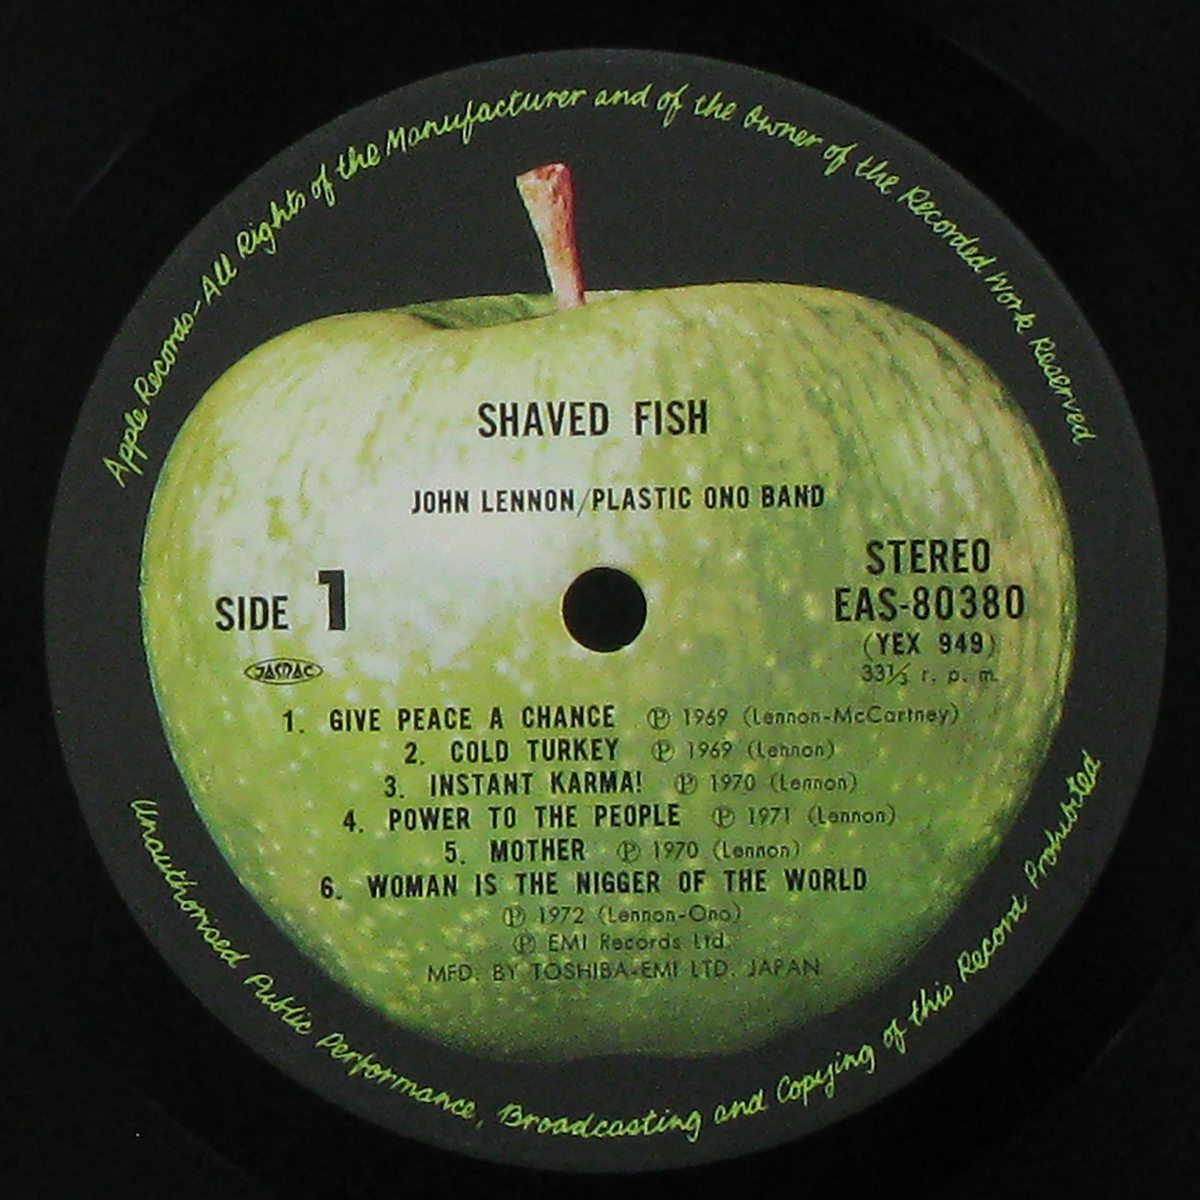 Apple Records-All Rights of the Manufacturer and of the Owner of the Recorded Work Reserved
SHAVED FISH
JOHN LENNON/PLASTIC ONO BAND
STEREO
SIDE 1
EAS-80380
(YEX 949)
JASRAC
33⅓ r. p. m.
1. GIVE PEACE A CHANCE ℗ 1969 (Lennon-McCartney)
2. COLD TURKEY ℗ 1969 (Lennon)
3. INSTANT KARMA! ℗ 1970 (Lennon)
4. POWER TO THE PEOPLE ℗ 1971 (Lennon)
5. MOTHER ℗ 1970 (Lennon)
6. WOMAN IS THE NIGGER OF THE WORLD
℗ 1972 (Lennon-Ono)
℗ EMI Records Ltd.
MFD. BY TOSHIBA-EMI LTD. JAPAN
Unauthorised Public Performance, Broadcasting and Copying of this Record Prohibited